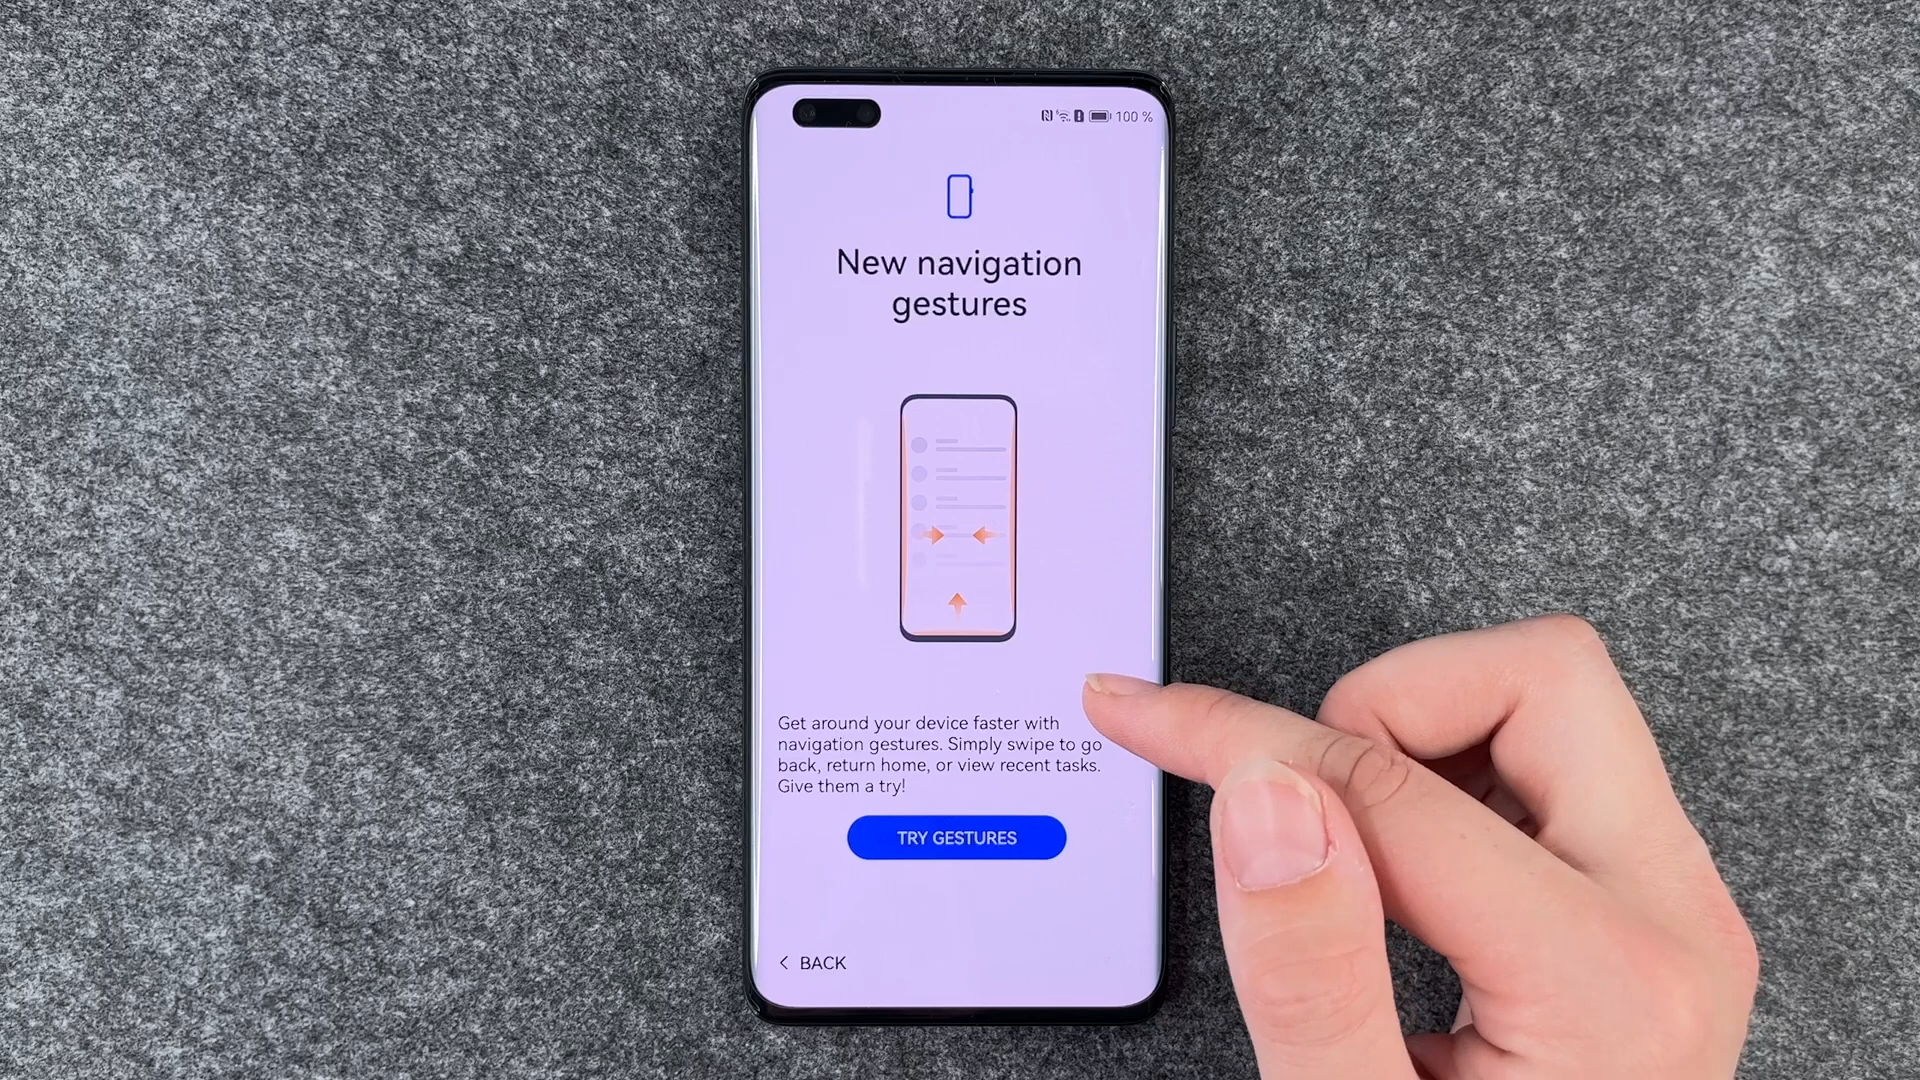 100 %
New navigation
gestures
Get around your device faster with
navigation gestures. Simply swipe to go
back, return home, or view recent tasks.
Give them a try!
TRY GESTURES
< BACK